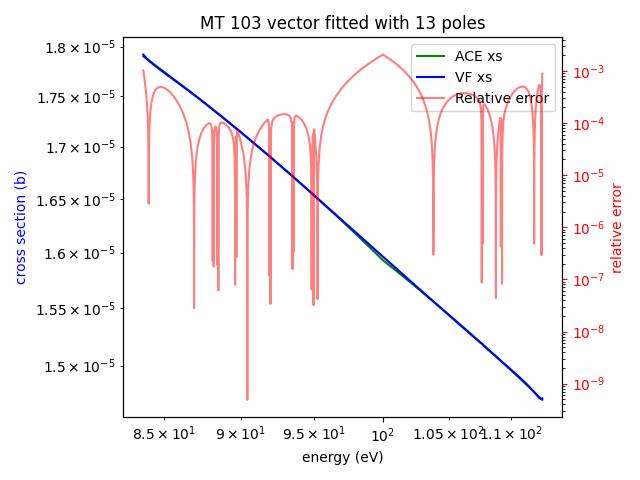 MT 103 vector fitted with 13 poles
ACE xs
VF xs
Relative error
cross section (b)
1.8 × 10⁻⁵
1.75 × 10⁻⁵
1.7 × 10⁻⁵
1.65 × 10⁻⁵
1.6 × 10⁻⁵
1.55 × 10⁻⁵
1.5 × 10⁻⁵
10⁻³
10⁻⁴
10⁻⁵
10⁻⁶
10⁻⁷
10⁻⁸
10⁻⁹
relative error
8.5 × 10¹ 9 × 10¹ 9.5 × 10¹ 10² 1.05 × 10² 1.1 × 10²
energy (eV)